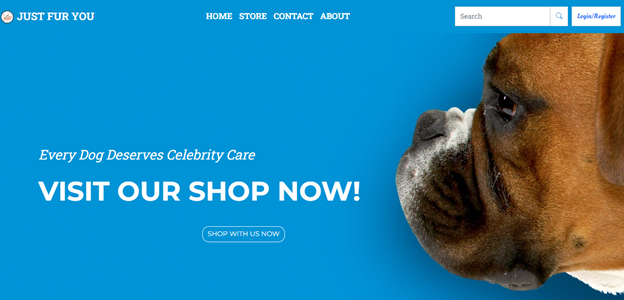 JUST FUR YOU
HOME STORE CONTACT ABOUT
Search
Login/Register
Every Dog Deserves Celebrity Care
VISIT OUR SHOP NOW!
SHOP WITH US NOW